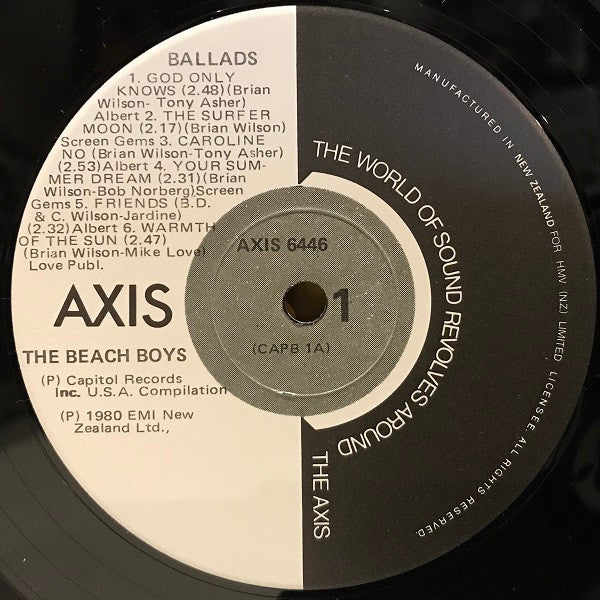 BALLADS
1. GOD ONLY
KNOWS (2.48)(Brian
Wilson- Tony Asher)
Albert 2. THE SURFER
MOON (2.17)(Brian Wilson)
Screen Gems 3. CAROLINE
NO (Brian Wilson-Tony Asher)
(2.53)Albert 4. YOUR SUM-
MER DREAM (2.31)(Brian
Wilson-Bob Norberg)Screen
Gems 5. FRIENDS (B.D.
& C. Wilson-Jardine)
(2.32)Albert 6. WARMTH
OF THE SUN (2.47)
(Brian Wilson-Mike Love)
Love Publ.
AXIS
THE BEACH BOYS
(P) Capitol Records
Inc. U.S.A. Compilation
(P) 1980 EMI New
Zealand Ltd.,
AXIS 6446
1
(CAPB 1A)
THE WORLD OF SOUND REVOLVES AROUND
THE AXIS
MANUFACTURED IN NEW ZEALAND FOR HMV (NZ) LIMITED, LICENSEE. ALL RIGHTS RESERVED.